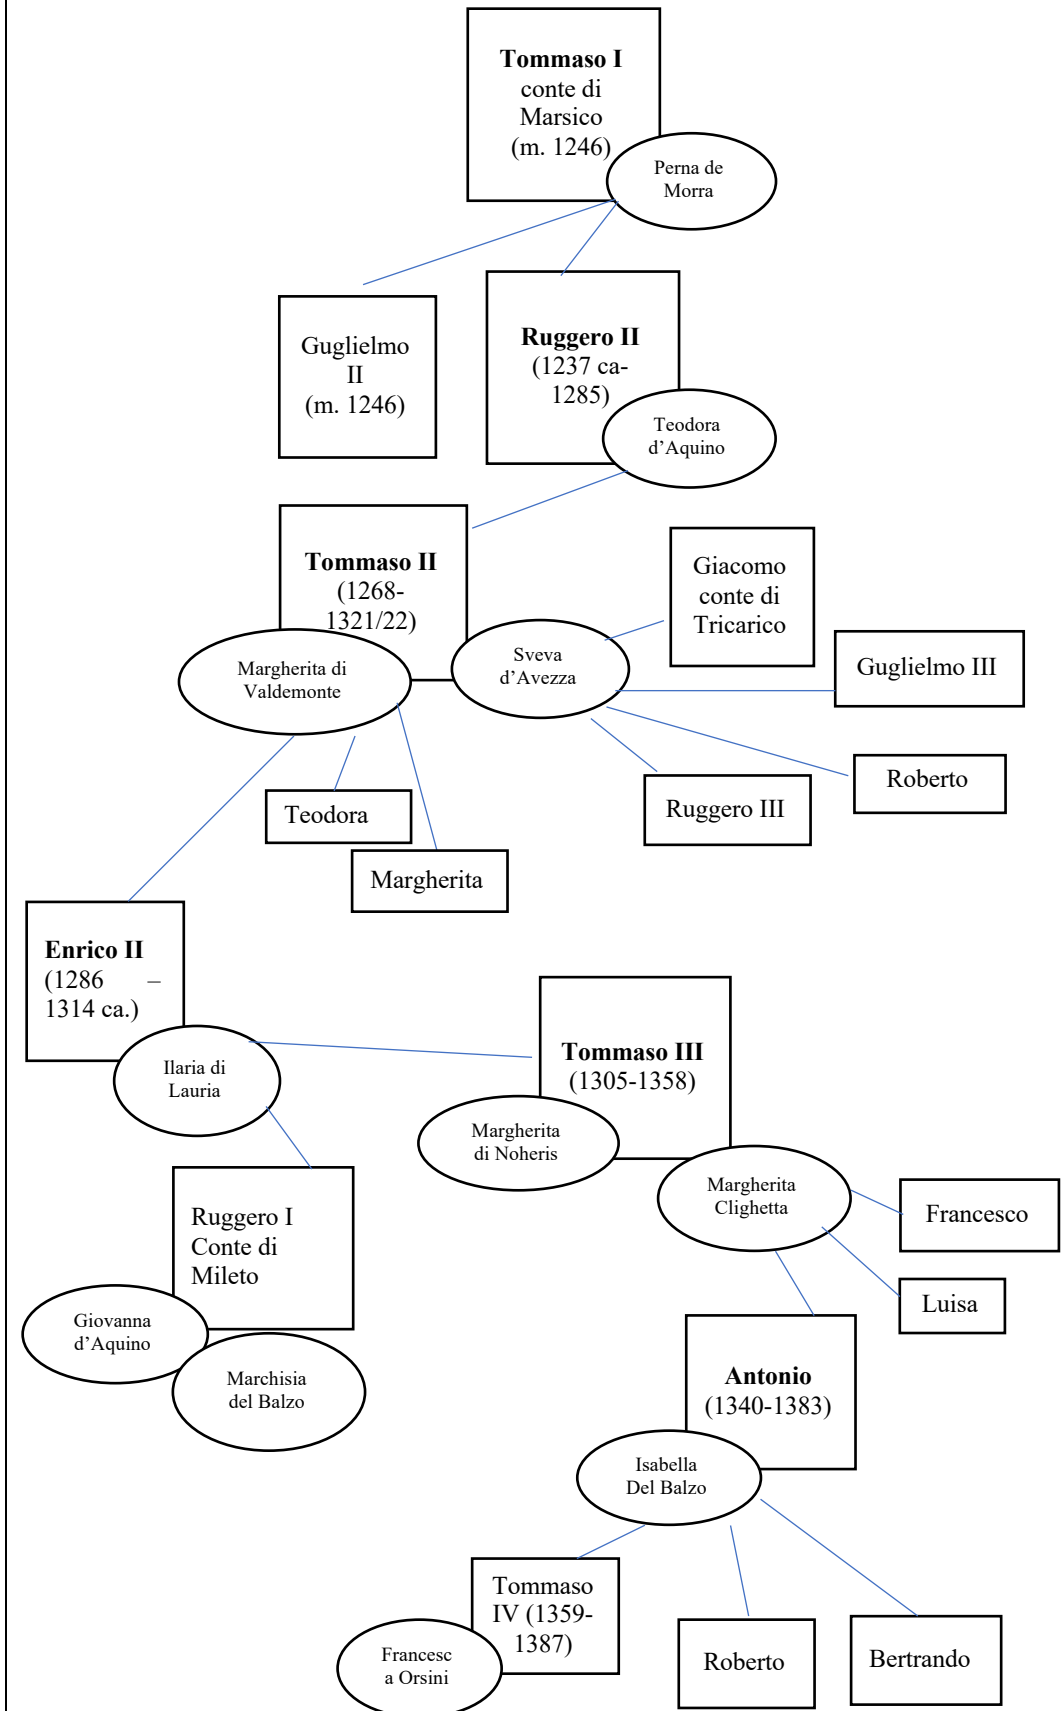 Tommaso I
conte di
Marsico
(m. 1246)
Perna de
Morra
Guglielmo
II
(m. 1246)
Ruggero II
(1237 ca-
1285)
Teodora
d’Aquino
Tommaso II
(1268-
1321/22)
Margherita di
Valdemonte
Sveva
d’Avezza
Giacomo
conte di
Tricarico
Guglielmo III
Roberto
Ruggero III
Teodora
Margherita
Enrico II
(1286 –
1314 ca.)
Ilaria di
Lauria
Tommaso III
(1305-1358)
Margherita
di Noheris
Margherita
Clighetta
Francesco
Luisa
Ruggero I
Conte di
Mileto
Giovanna
d’Aquino
Marchisia
del Balzo
Antonio
(1340-1383)
Isabella
Del Balzo
Tommaso
IV (1359-
1387)
Francesc
a Orsini
Roberto
Bertrando